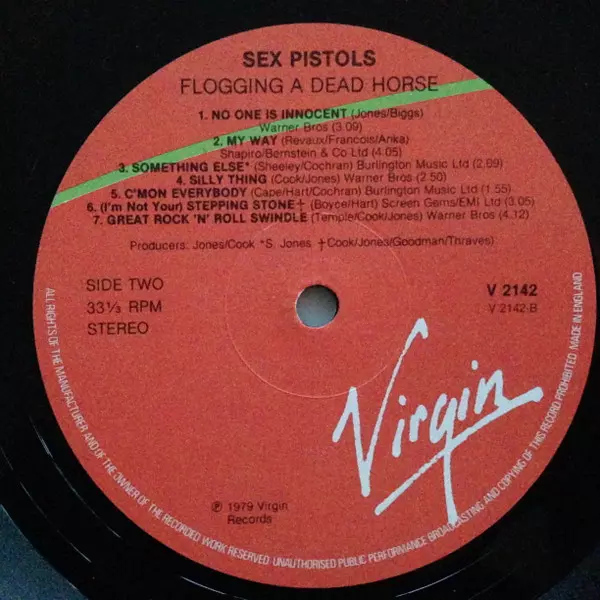 SEX PISTOLS
FLOGGING A DEAD HORSE
1. NO ONE IS INNOCENT (Jones/Biggs)
Warner Bros (3.09)
2. MY WAY (Revaux/Francois/Anka)
Shapiro/Bernstein & Co Ltd (4.05)
3. SOMETHING ELSE* (Sheeley/Cochran) Burlington Music Ltd (2.09)
4. SILLY THING (Cook/Jones) Warner Bros (2.50)
5. C'MON EVERYBODY (Cape/Hart/Cochran) Burlington Music Ltd (1.55)
6. (I'm Not Your) STEPPING STONE† (Boyce/Hart) Screen Gems/EMI Ltd (3.05)
7. GREAT ROCK 'N' ROLL SWINDLE (Temple/Cook/Jones) Warner Bros (4.12)
Producers: Jones/Cook *S. Jones †Cook/Jones/Goodman/Thraves)
SIDE TWO
33⅓ RPM
STEREO
V 2142
V 2142-B
Virgin
℗ 1979 Virgin
Records
ALL RIGHTS OF THE MANUFACTURER AND OF THE OWNER OF THE RECORDED WORK RESERVED UNAUTHORISED PUBLIC PERFORMANCE BROADCASTING AND COPYING OF THIS RECORD PROHIBITED MADE IN ENGLAND